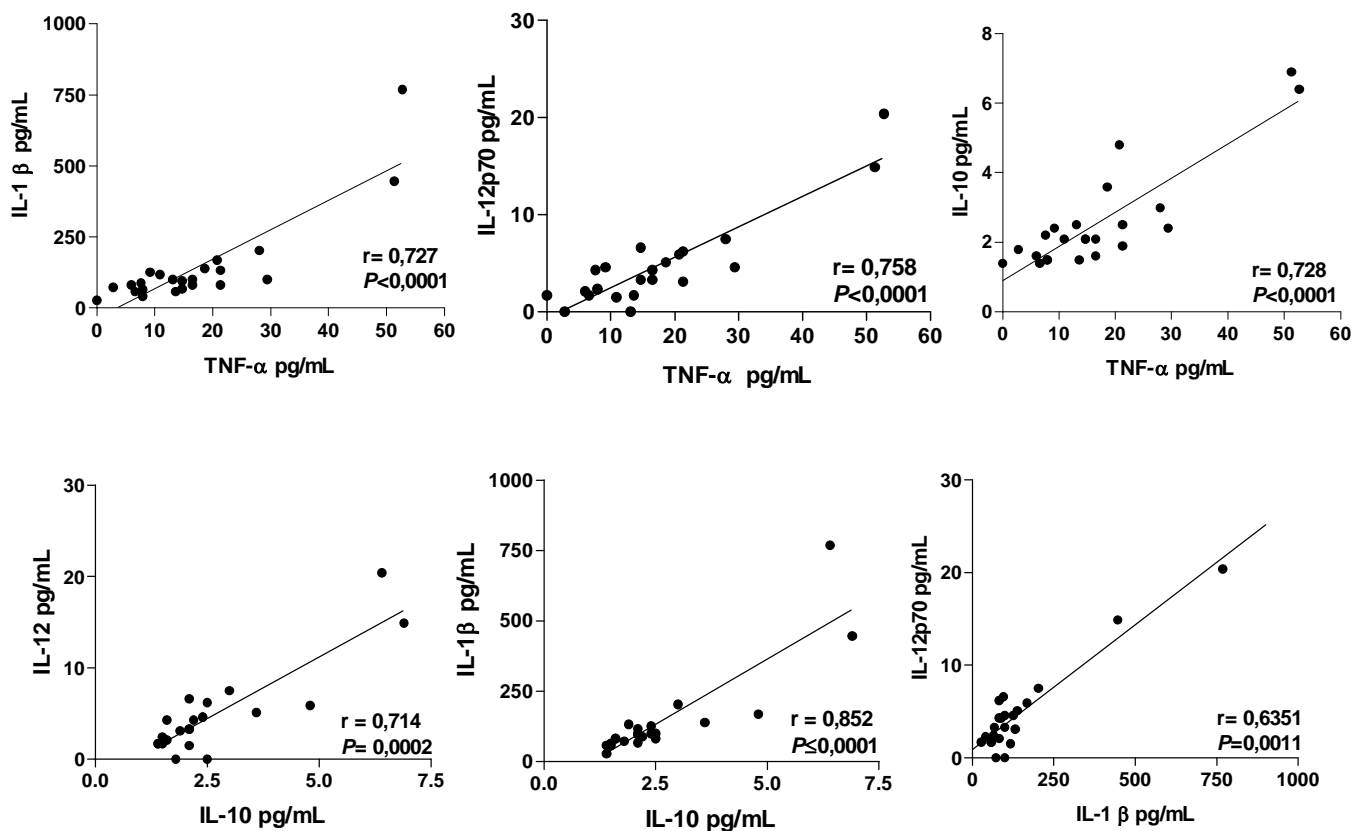 1000
750
500
250
0
IL-1 β pg/mL
r= 0,727
P<0,0001
0 10 20 30 40 50 60
TNF-α pg/mL
30
20
10
0
IL-12p70 pg/mL
r= 0,758
P<0,0001
0 10 20 30 40 50 60
TNF-α pg/mL
8
6
4
2
0
IL-10 pg/mL
r= 0,728
P<0,0001
0 10 20 30 40 50 60
TNF-α pg/mL
30
20
10
0
IL-12 pg/mL
r = 0,714
P= 0,0002
0.0 2.5 5.0 7.5
IL-10 pg/mL
1000
750
500
250
0
IL-1β pg/mL
r = 0,852
P≤0,0001
0.0 2.5 5.0 7.5
IL-10 pg/mL
30
20
10
0
IL-12p70 pg/mL
r= 0,6351
P=0,0011
0 250 500 750 1000
IL-1 β pg/mL